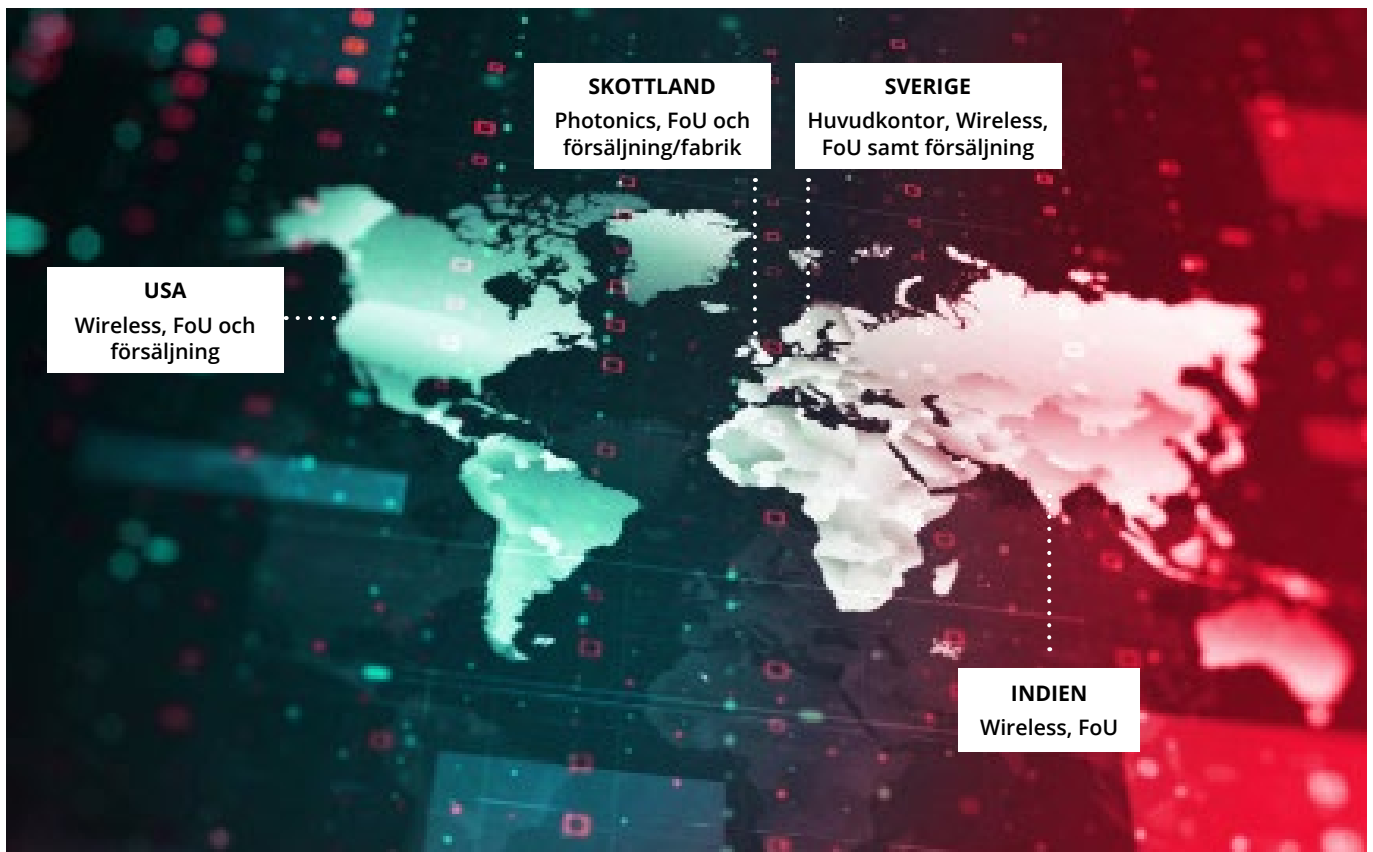 SKOTTLAND
Photonics, FoU och
försäljning/fabrik
SVERIGE
Huvudkontor, Wireless,
FoU samt försäljning
USA
Wireless, FoU och
försäljning
INDIEN
Wireless, FoU